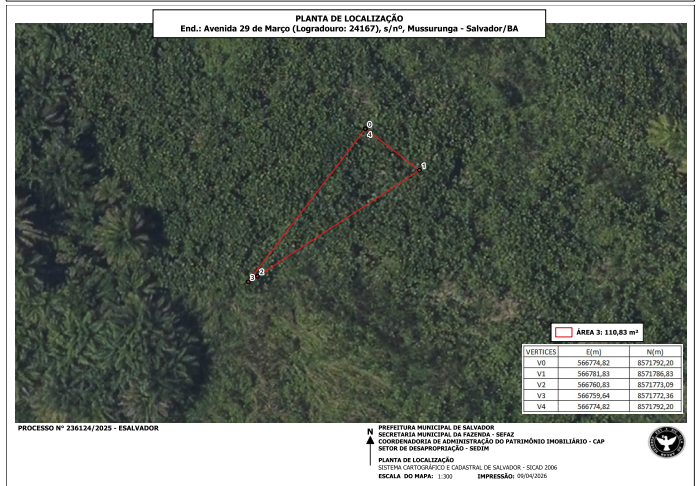 PLANTA DE LOCALIZAÇÃO
End.: Avenida 29 de Março (Logradouro: 24167), s/nº, Mussurunga - Salvador/BA
0
4
1
3 2
ÁREA 3: 110,83 m²
VERTICES E(m) N(m)
V0 566774,82 8571792,20
V1 566781,83 8571786,83
V2 566760,83 8571773,09
V3 566759,64 8571772,36
V4 566774,82 8571792,20
PROCESSO Nº 236124/2025 - ESALVADOR
N
PREFEITURA MUNICIPAL DE SALVADOR
SECRETARIA MUNICIPAL DA FAZENDA - SEFAZ
COORDENADORIA DE ADMINISTRAÇÃO DO PATRIMÔNIO IMOBILIÁRIO - CAP
SETOR DE DESAPROPRIAÇÃO - SEDIM
PLANTA DE LOCALIZAÇÃO
SISTEMA CARTOGRÁFICO E CADASTRAL DE SALVADOR - SICAD 2006
ESCALA DO MAPA: 1:300 IMPRESSÃO: 09/04/2026